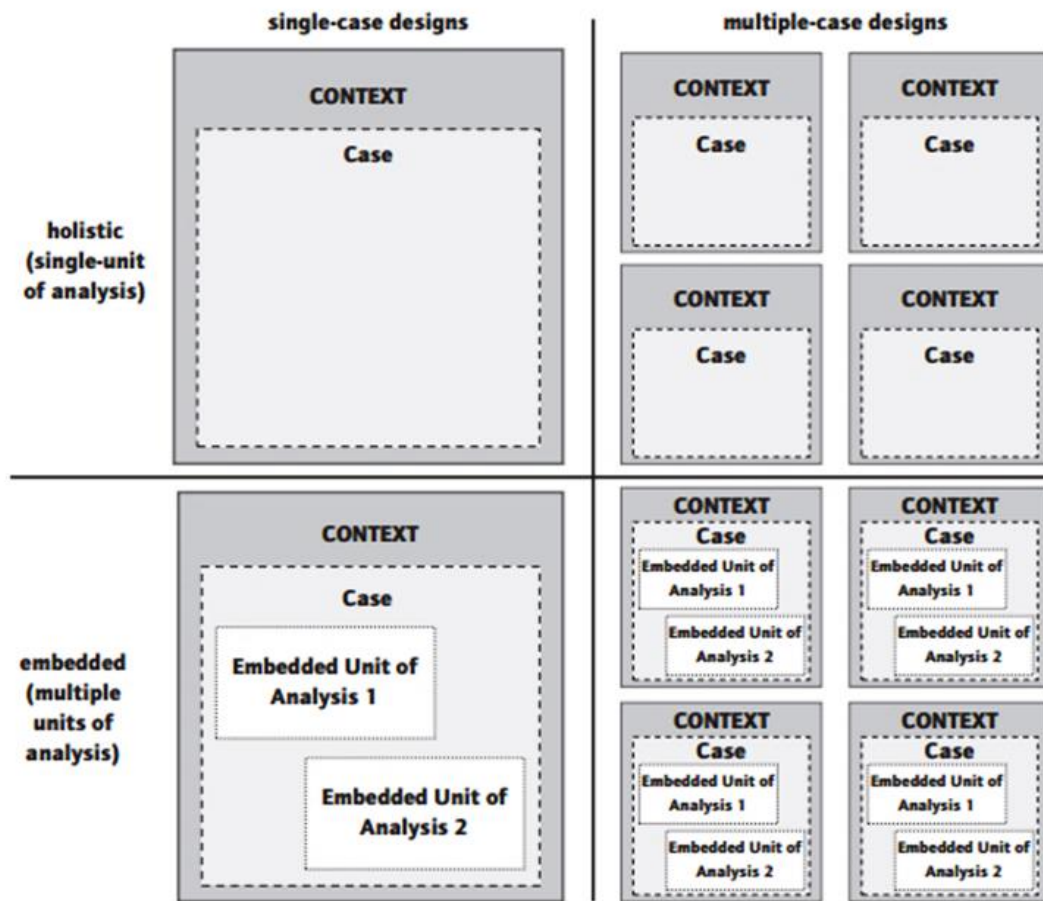 single-case designs
multiple-case designs
holistic
(single-unit
of analysis)
CONTEXT
Case
CONTEXT
Case
CONTEXT
Case
CONTEXT
Case
CONTEXT
Case
embedded
(multiple
units of
analysis)
CONTEXT
Case
Embedded Unit of
Analysis 1
Embedded Unit of
Analysis 2
CONTEXT
Case
Embedded Unit of
Analysis 1
Embedded Unit of
Analysis 2
CONTEXT
Case
Embedded Unit of
Analysis 1
Embedded Unit of
Analysis 2
CONTEXT
Case
Embedded Unit of
Analysis 1
Embedded Unit of
Analysis 2
CONTEXT
Case
Embedded Unit of
Analysis 1
Embedded Unit of
Analysis 2